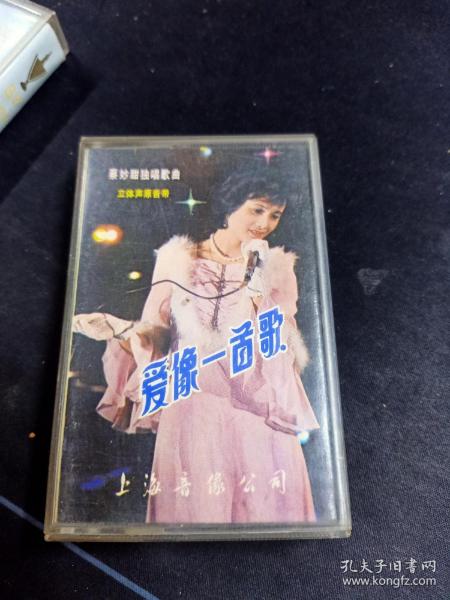 蔡妙甜独唱歌曲
立体声原音带
爱像一首歌
上海音像公司
孔夫子旧书网
www.kongfz.com